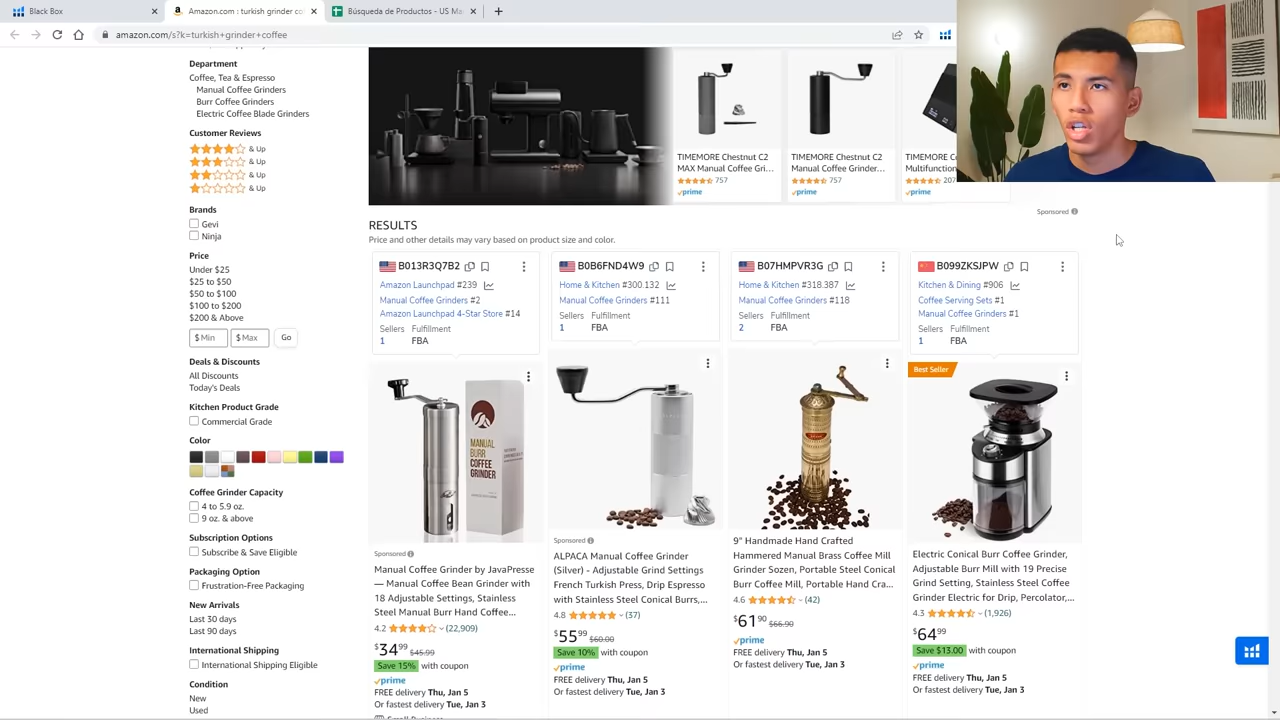 Black Box
Amazon.com : turkish grinder co
Búsqueda de Productos - US Ma
amazon.com/s?k=turkish+grinder+coffee
Department
Coffee, Tea & Espresso
Manual Coffee Grinders
Burr Coffee Grinders
Electric Coffee Blade Grinders
Customer Reviews
& Up
& Up
& Up
& Up
Brands
Gevi
Ninja
Price
Under $25
$25 to $50
$50 to $100
$100 to $200
$200 & Above
$ Min
$ Max
Go
Deals & Discounts
All Discounts
Today's Deals
Kitchen Product Grade
Commercial Grade
Color
Coffee Grinder Capacity
4 to 5.9 oz.
9 oz. & above
Subscription Options
Subscribe & Save Eligible
Packaging Option
Frustration-Free Packaging
New Arrivals
Last 30 days
Last 90 days
International Shipping
International Shipping Eligible
Condition
New
Used
TIMEMORE Chestnut C2
MAX Manual Coffee Gri...
757
prime
TIMEMORE Chestnut C2
Manual Coffee Grinder...
757
prime
TIMEMORE
Multifunction
207
prime
Sponsored
RESULTS
Price and other details may vary based on product size and color.
B013R3Q7B2
Amazon Launchpad #239
Manual Coffee Grinders #2
Amazon Launchpad 4-Star Store #14
Sellers Fulfillment
1 FBA
MANUAL
BURR
COFFEE
GRINDER
Sponsored
Manual Coffee Grinder by JavaPresse
— Manual Coffee Bean Grinder with
18 Adjustable Settings, Stainless
Steel Manual Burr Hand Coffee...
4.2 (22,909)
$3499 $45.99
Save 15% with coupon
prime
FREE delivery Thu, Jan 5
Or fastest delivery Tue, Jan 3
Small Business
B0B6FND4W9
Home & Kitchen #300.132
Manual Coffee Grinders #111
Sellers Fulfillment
1 FBA
Sponsored
ALPACA Manual Coffee Grinder
(Silver) - Adjustable Grind Settings
French Turkish Press, Drip Espresso
with Stainless Steel Conical Burrs,...
4.8 (37)
$5599 $60.00
Save 10% with coupon
prime
FREE delivery Thu, Jan 5
Or fastest delivery Tue, Jan 3
B07HMPVR3G
Home & Kitchen #318.387
Manual Coffee Grinders #118
Sellers Fulfillment
2 FBA
9" Handmade Hand Crafted
Hammered Manual Brass Coffee Mill
Grinder Sozen, Portable Steel Conical
Burr Coffee Mill, Portable Hand Cra...
4.6 (42)
$6190 $66.90
prime
FREE delivery Thu, Jan 5
Or fastest delivery Tue, Jan 3
B099ZKSJPW
Kitchen & Dining #906
Coffee Serving Sets #1
Manual Coffee Grinders #1
Sellers Fulfillment
1 FBA
Best Seller
Electric Conical Burr Coffee Grinder,
Adjustable Burr Mill with 19 Precise
Grind Setting, Stainless Steel Coffee
Grinder Electric for Drip, Percolator,...
4.3 (1,926)
$6499
Save $13.00 with coupon
prime
FREE delivery Thu, Jan 5
Or fastest delivery Tue, Jan 3